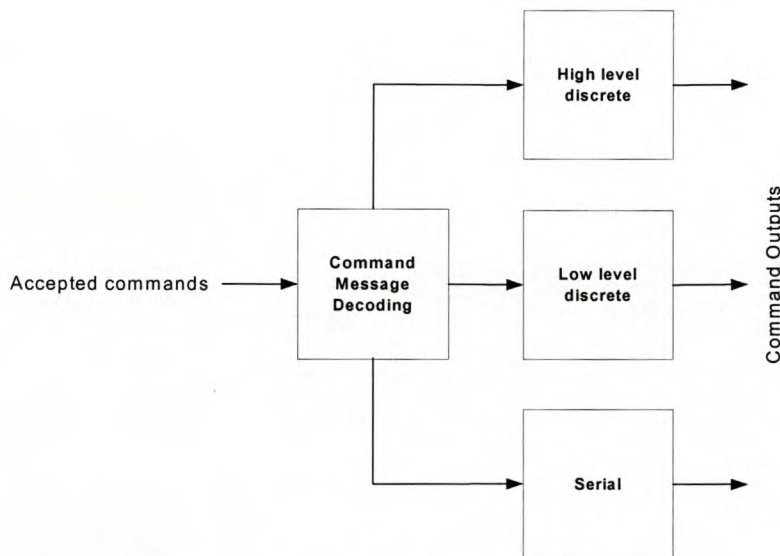 High level
discrete
Accepted commands
Command
Message
Decoding
Low level
discrete
Serial
Command Outputs